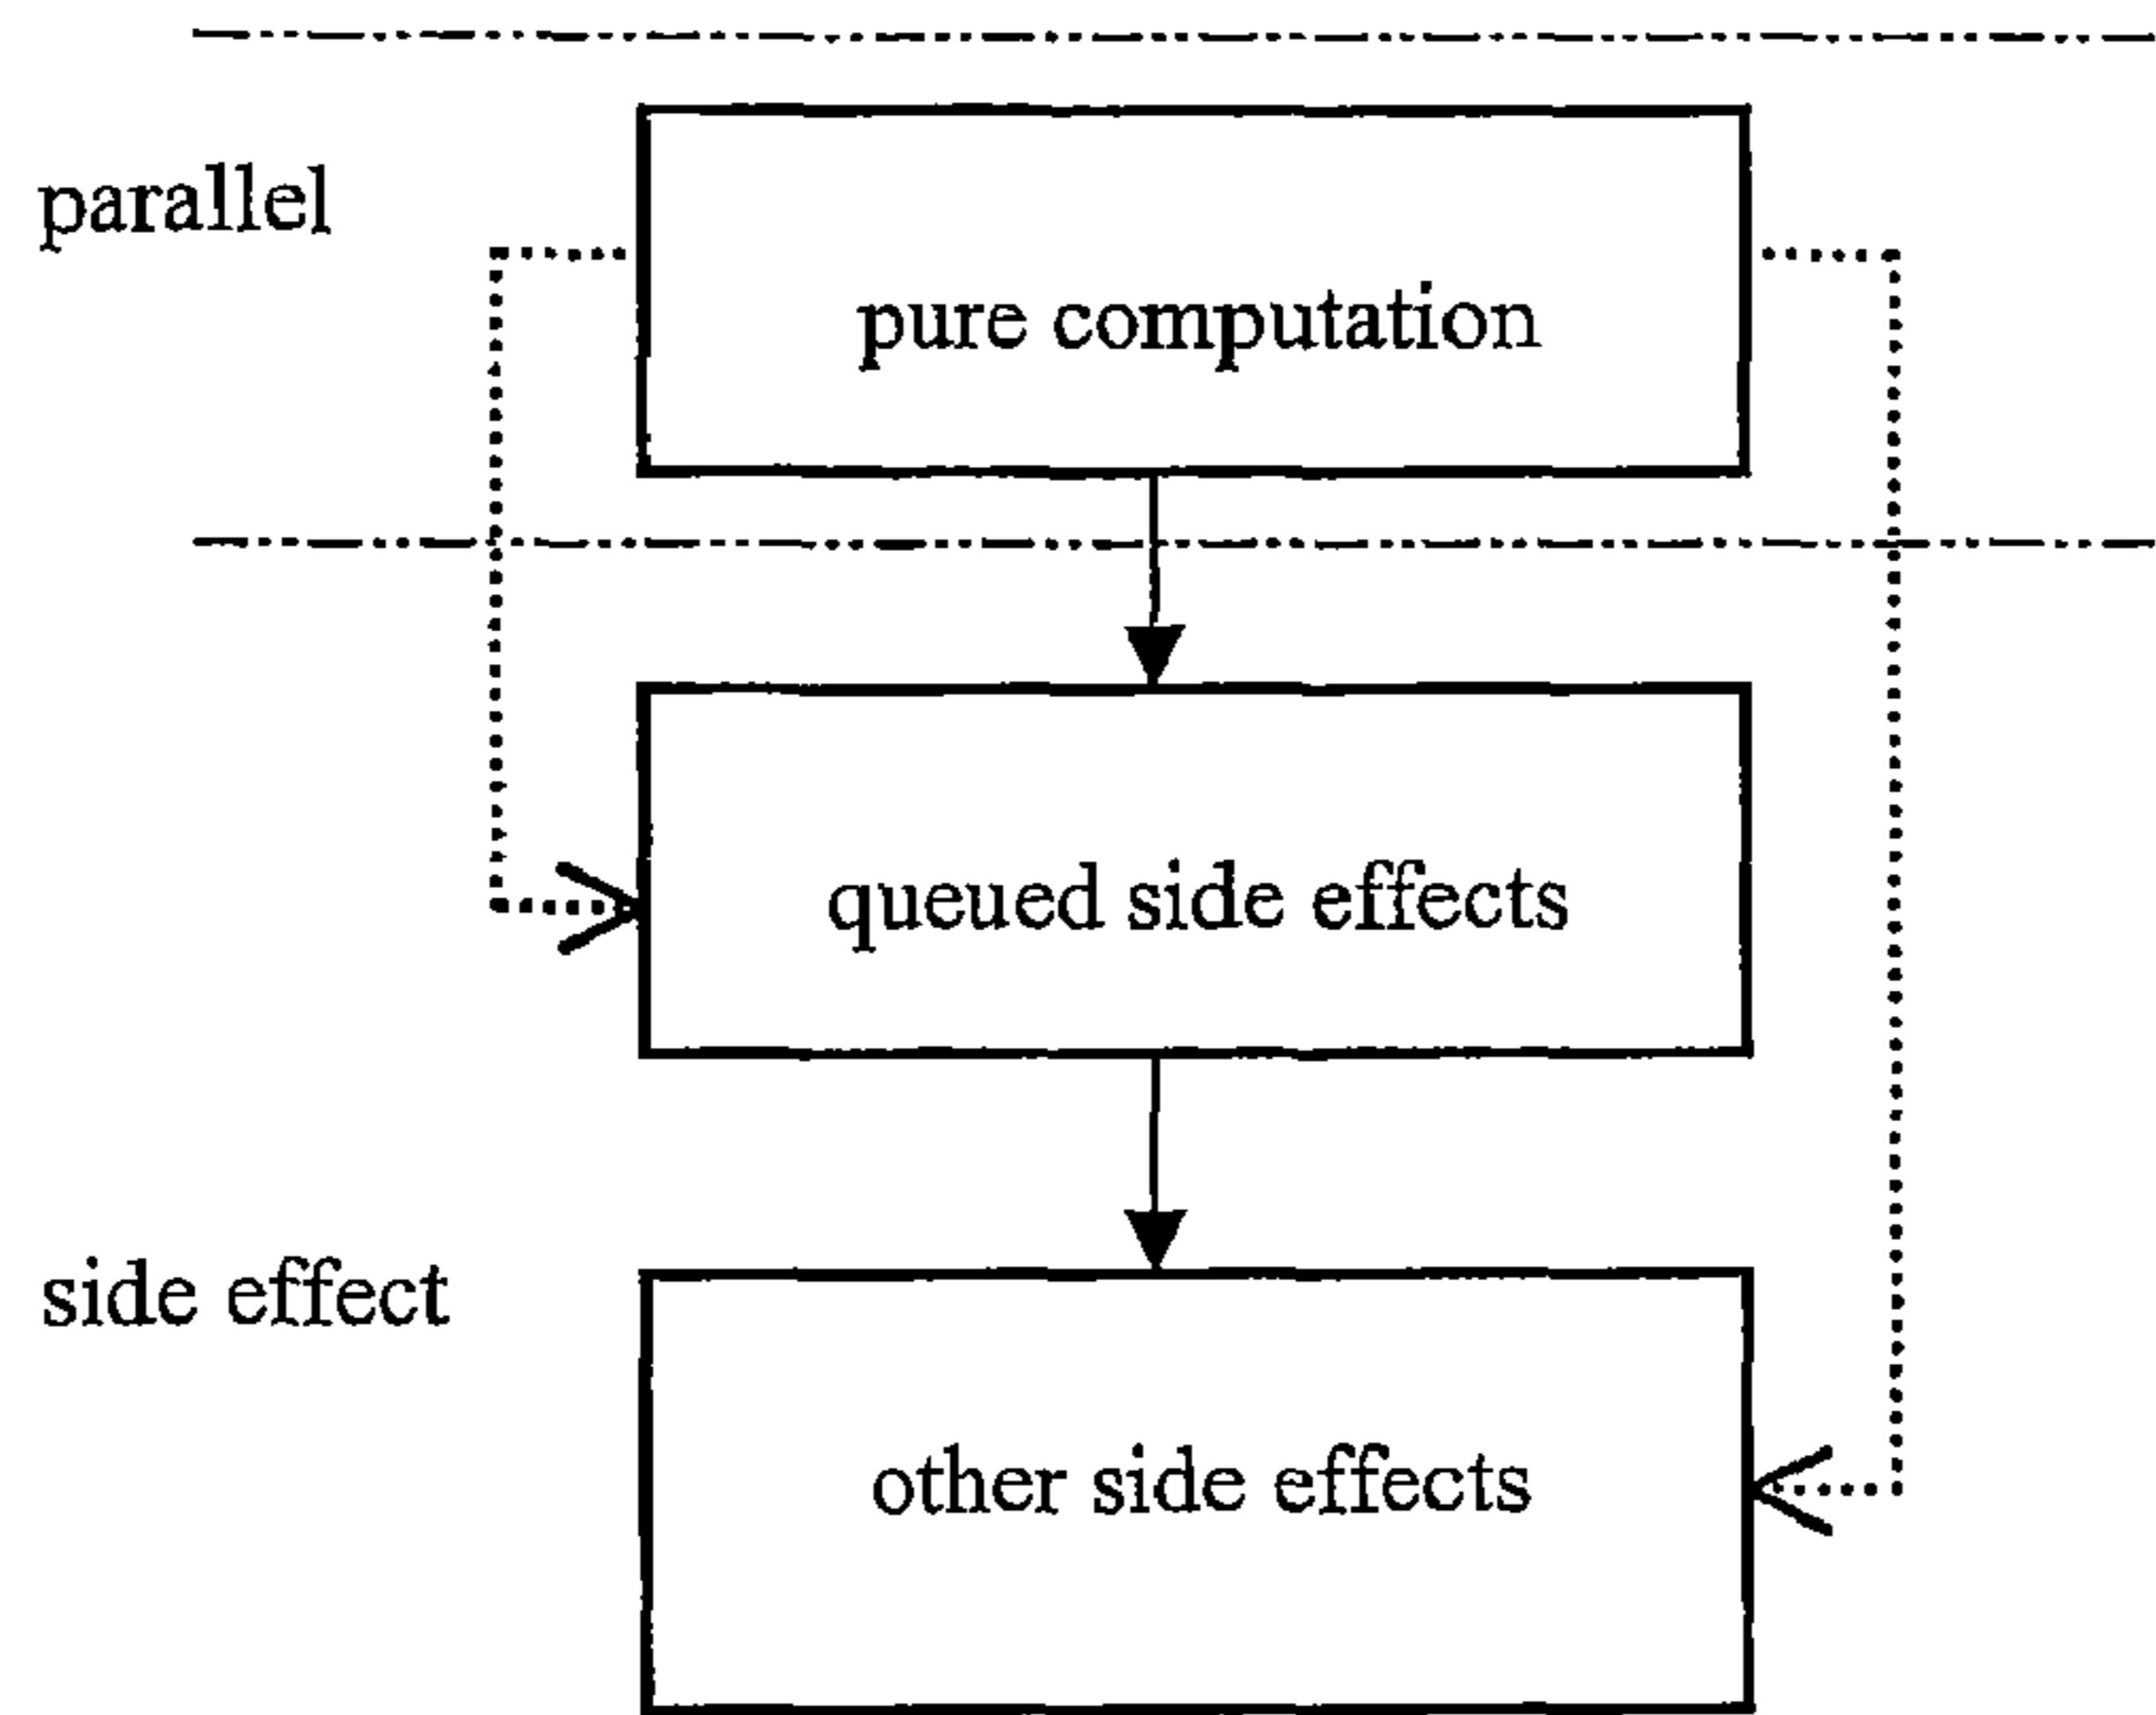 parallel
pure computation
queued side effects
side effect
other side effects